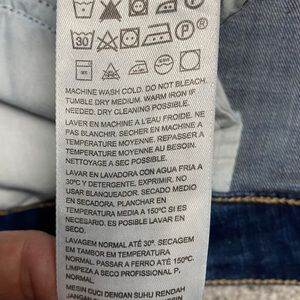 P
30
P
MACHINE WASH COLD. DO NOT BLEACH.
TUMBLE DRY MEDIUM. WARM IRON IF
NEEDED, DRY CLEANING POSSIBLE.
LAVER EN MACHINE A L'EAU FROIDE. NE
PAS BLANCHIR. SECHER EN MACHINE A
TEMPERATURE MOYENNE. REPASSER A
TEMPERATURE MOYENNE AU BESOIN.
NETTOYAGE A SEC POSSIBLE.
LAVAR EN LAVADORA CON AGUA FRIA A
30ºC Y DETERGENTE, EXPRIMIR. NO
USAR BLANQUEADOR. SECADO MEDIO
EN SECADORA. PLANCHAR EN
TEMPERATURA MEDIA A 150ºC SI ES
NECESARIO. ES POSIBLE LAVAR EN
SECO.
LAVAGEM NORMAL ATÉ 30º. SECAGEM
EM TAMBOR EM TEMPERATURA
NORMAL. PASSAR A FERRO ATÉ 150ºC.
LIMPEZA A SECO PROFISSIONAL P.
NORMAL.
MESIN CUCI DENGAN SUHU RENDAH